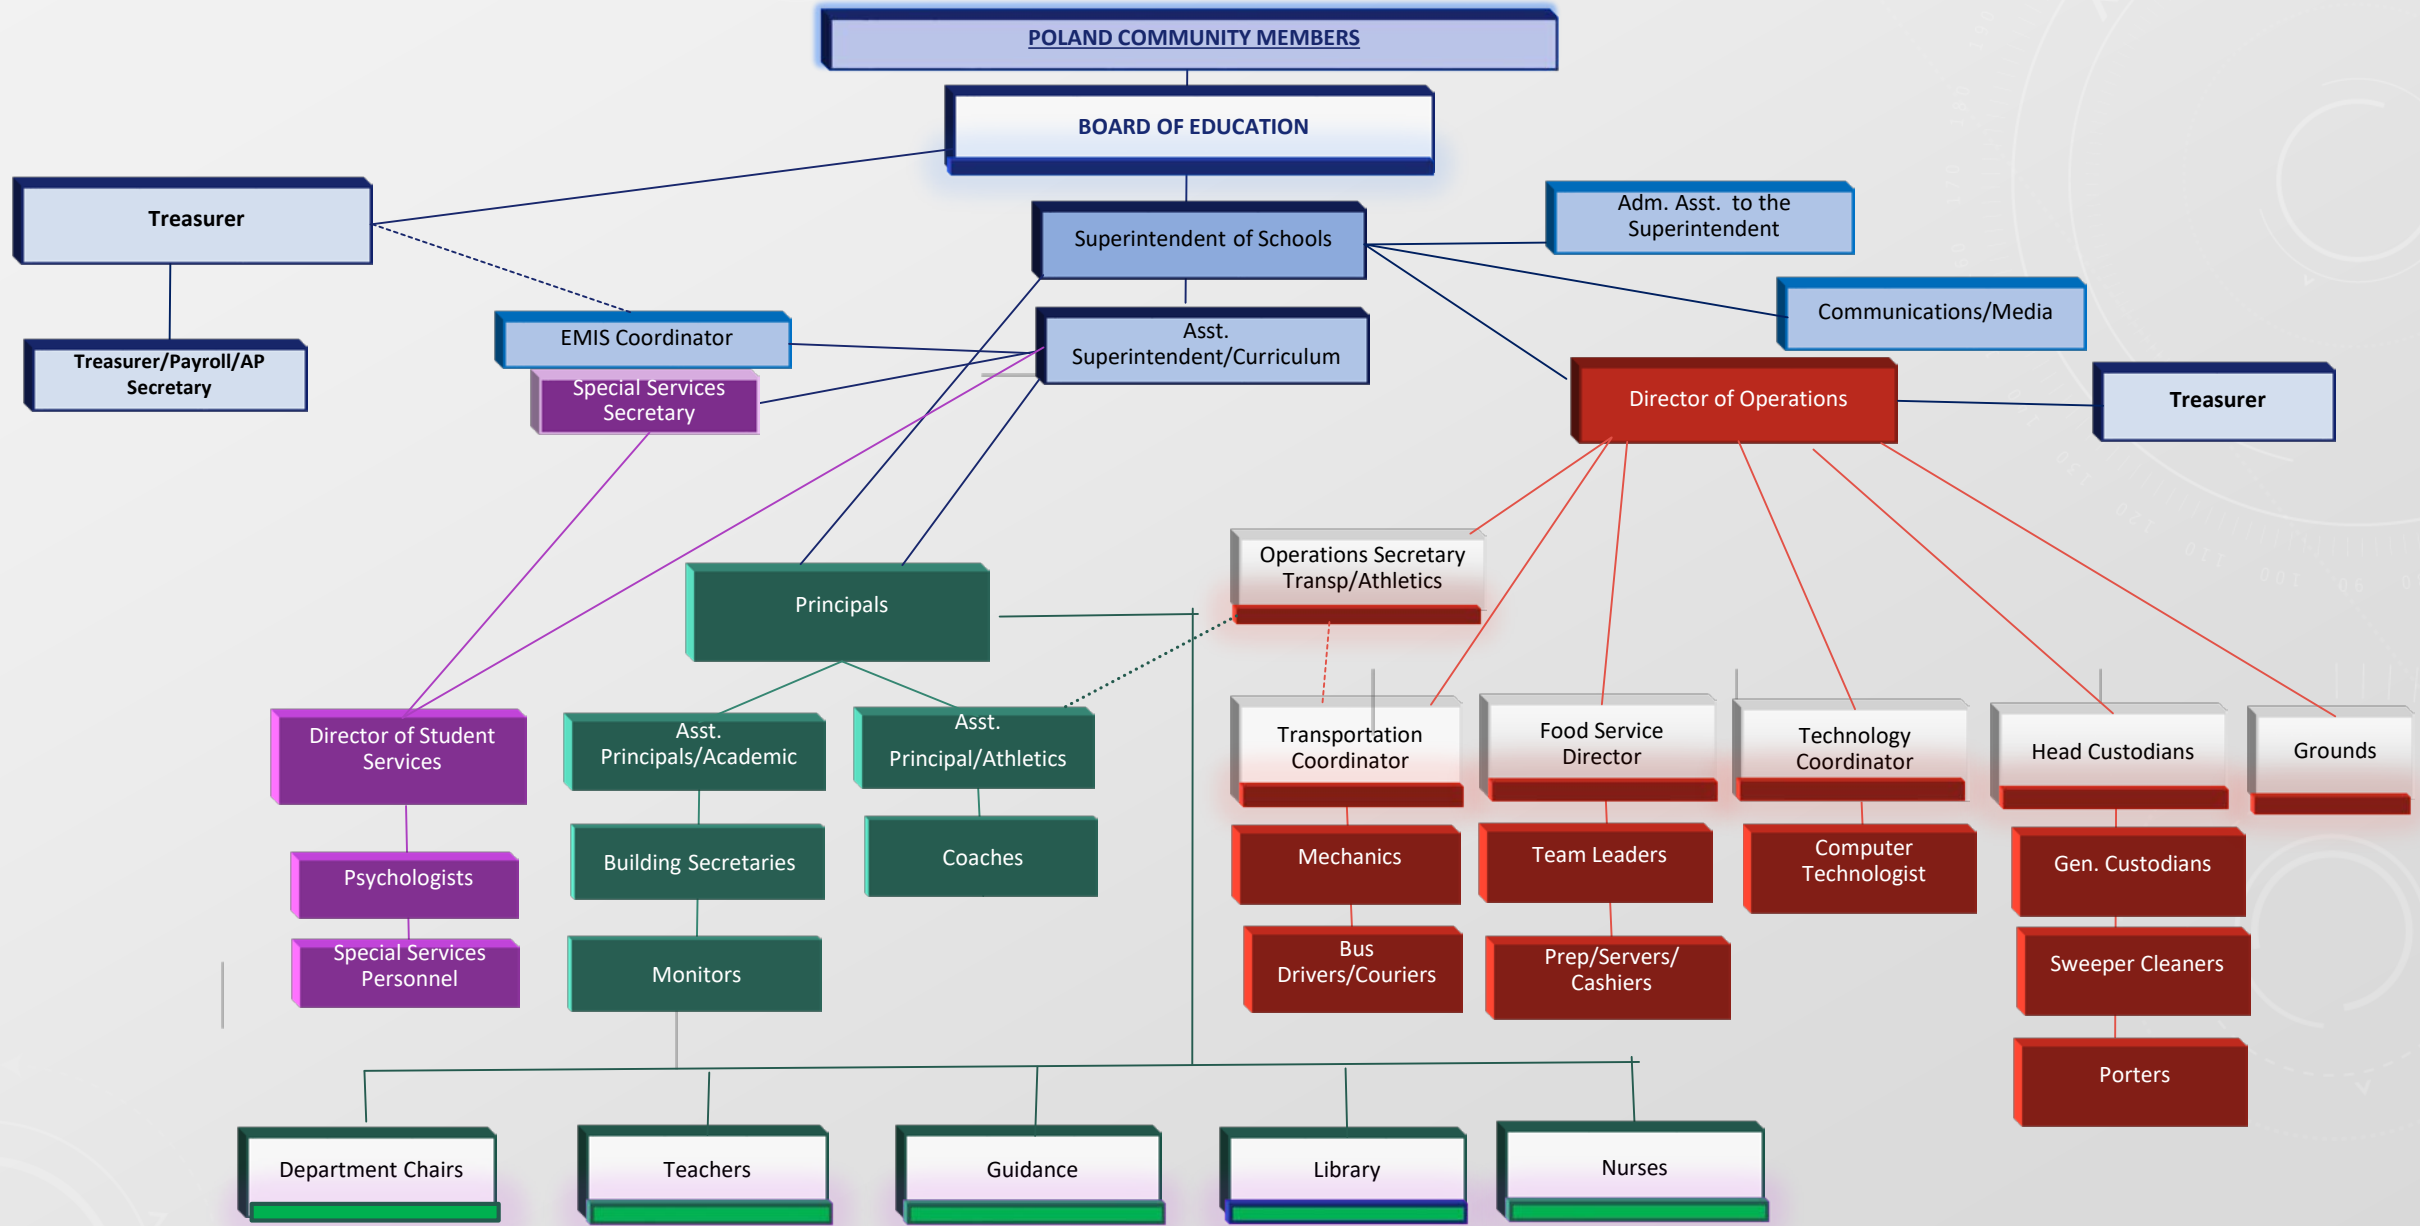 POLAND COMMUNITY MEMBERS
BOARD OF EDUCATION
Treasurer
Superintendent of Schools
Adm. Asst. to the
Superintendent
Communications/Media
EMIS Coordinator
Asst.
Superintendent/Curriculum
Treasurer/Payroll/AP
Secretary
Special Services
Secretary
Director of Operations
Treasurer
Operations Secretary
Transp/Athletics
Principals
Director of Student
Services
Asst.
Principals/Academic
Asst.
Principal/Athletics
Transportation
Coordinator
Food Service
Director
Technology
Coordinator
Head Custodians
Grounds
Psychologists
Building Secretaries
Coaches
Mechanics
Team Leaders
Computer
Technologist
Gen. Custodians
Special Services
Personnel
Monitors
Bus
Drivers/Couriers
Prep/Servers/
Cashiers
Sweeper Cleaners
Porters
Department Chairs
Teachers
Guidance
Library
Nurses